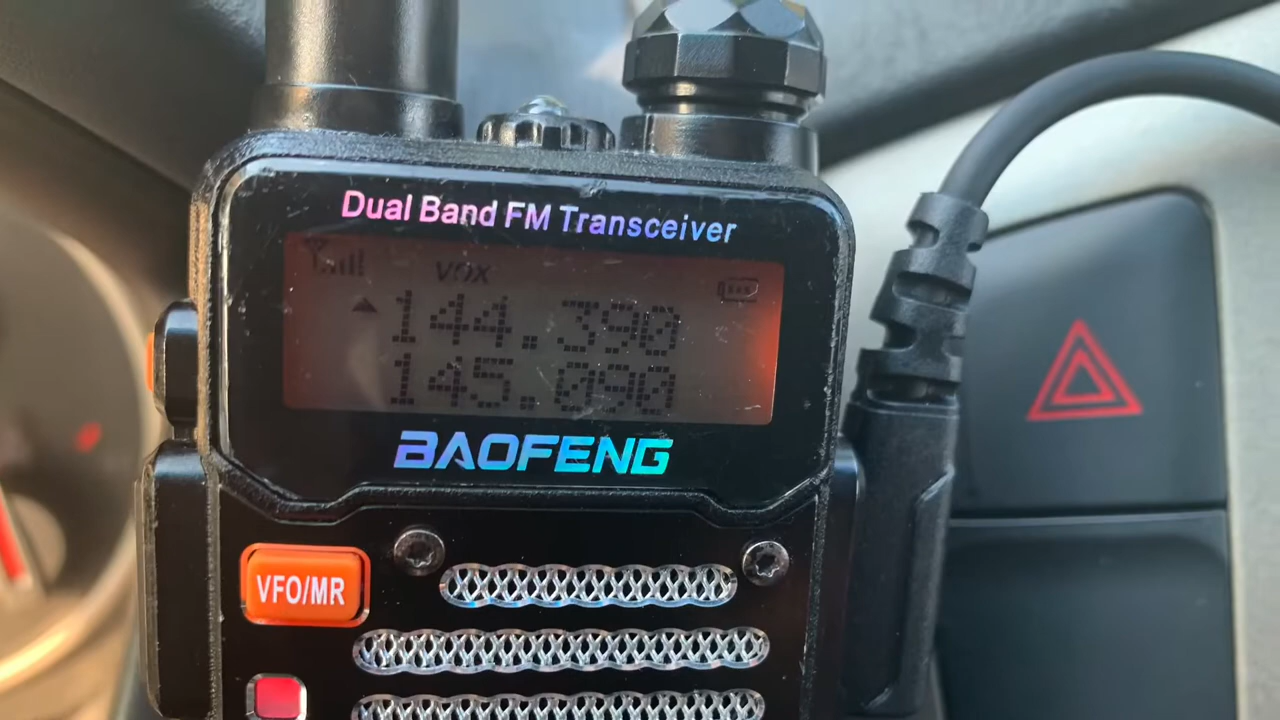 Dual Band FM Transceiver
VOX
144.390
145.090
BAOFENG
VFO/MR